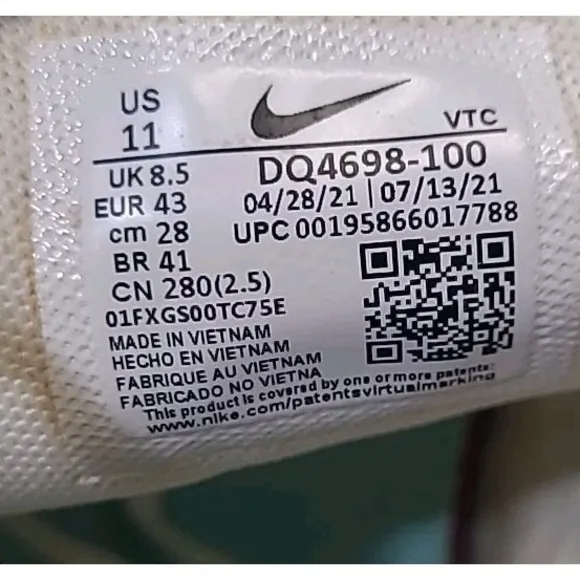 US
11
VTC
UK 8.5
EUR 43
cm 28
BR 41
CN 280(2.5)
DQ4698-100
04/28/21 | 07/13/21
UPC 00195866017788
01FXGS00TC75E
MADE IN VIETNAM
HECHO EN VIETNAM
FABRIQUE AU VIETNAM
FABRICADO NO VIETNA
This product is covered by one or more patents:
www.nike.com/patentsvirtualmarking